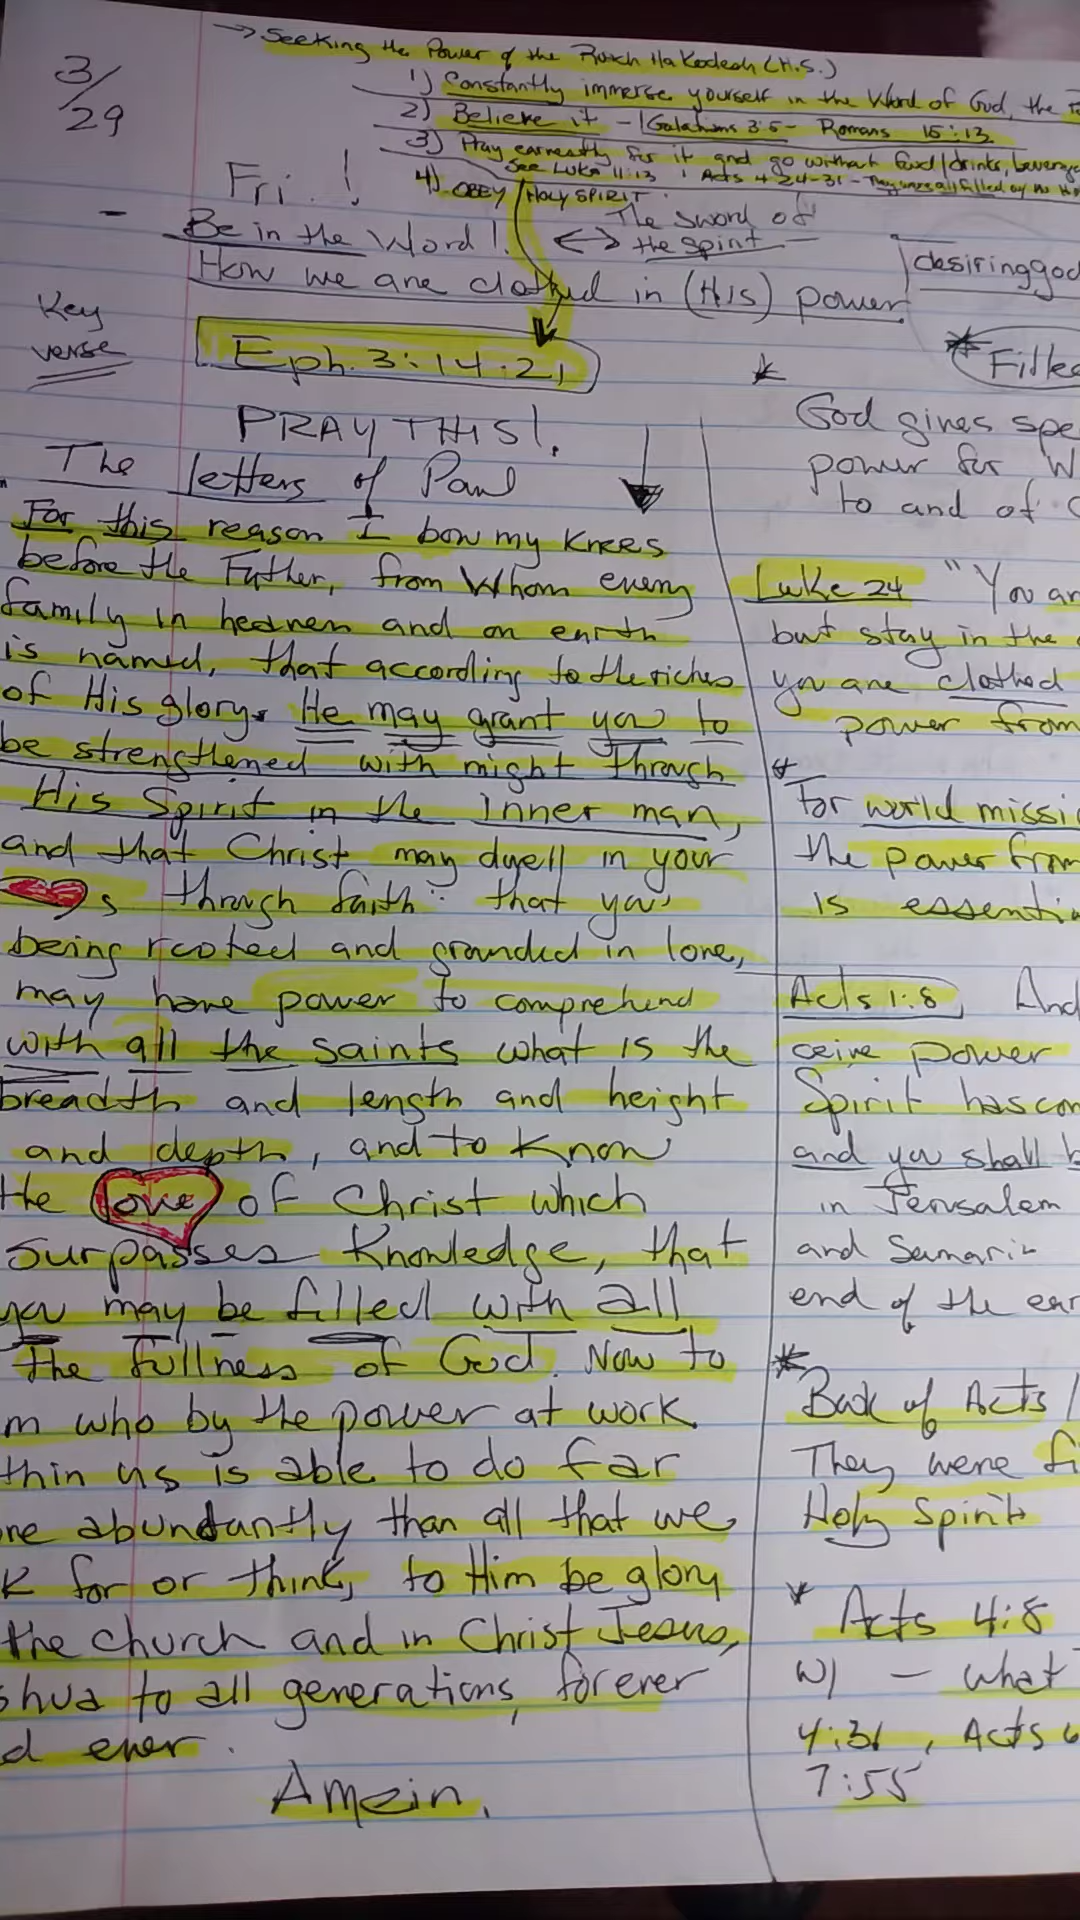 3/29
→ Seeking the Power of the Ruach HaKodesh (H.S.)
1) Constantly immerse yourself in the Word of God, the
2) Believe it - Galatians 3:5 - Romans 15:13
3) Pray earnestly for it and go without food/drinks, beverage
See Luke 11:13 Acts 4 24-31 - They were all filled
4) OBEY HOLY SPIRIT
Fri. !
- Be in the Word! ↔ The sword of
the spirit
How we are clothed in (His) power
desiringgod
Key
verse
Eph. 3:14-21
PRAY THIS!
The letters of Paul
For this reason I bow my knees
before the Father, from Whom every
family in heaven and on earth
is named, that according to the riches
of His glory. He may grant you to
be strengthened with might through
His Spirit in the inner man,
and that Christ may dwell in your
❤s through faith: that you
being rooted and grounded in love,
may have power to comprehend
with all the saints what is the
breadth and length and height
and depth, and to know
the love of Christ which
surpasses knowledge, that
you may be filled with all
the fullness of God. Now to
m who by the power at work
thin us is able to do far
re abundantly than all that we
k for or think, to Him be glory
the church and in Christ Jesus,
shua to all generations, forever
d ever.
Amein.
* Fille
*
God gives spe
power for W
to and of
Luke 24 "You ar
but stay in the
you are clothed
power from
*
For world missi
the power from
is essenti
Acts 1:8, And
ceive power
Spirit has con
and you shall b
in Jerusalem
and Samaria
end of the ear
*
Book of Acts
They were fi
Holy Spirit
* Acts 4:8
W/ - what
4:31, Acts 6
7:55